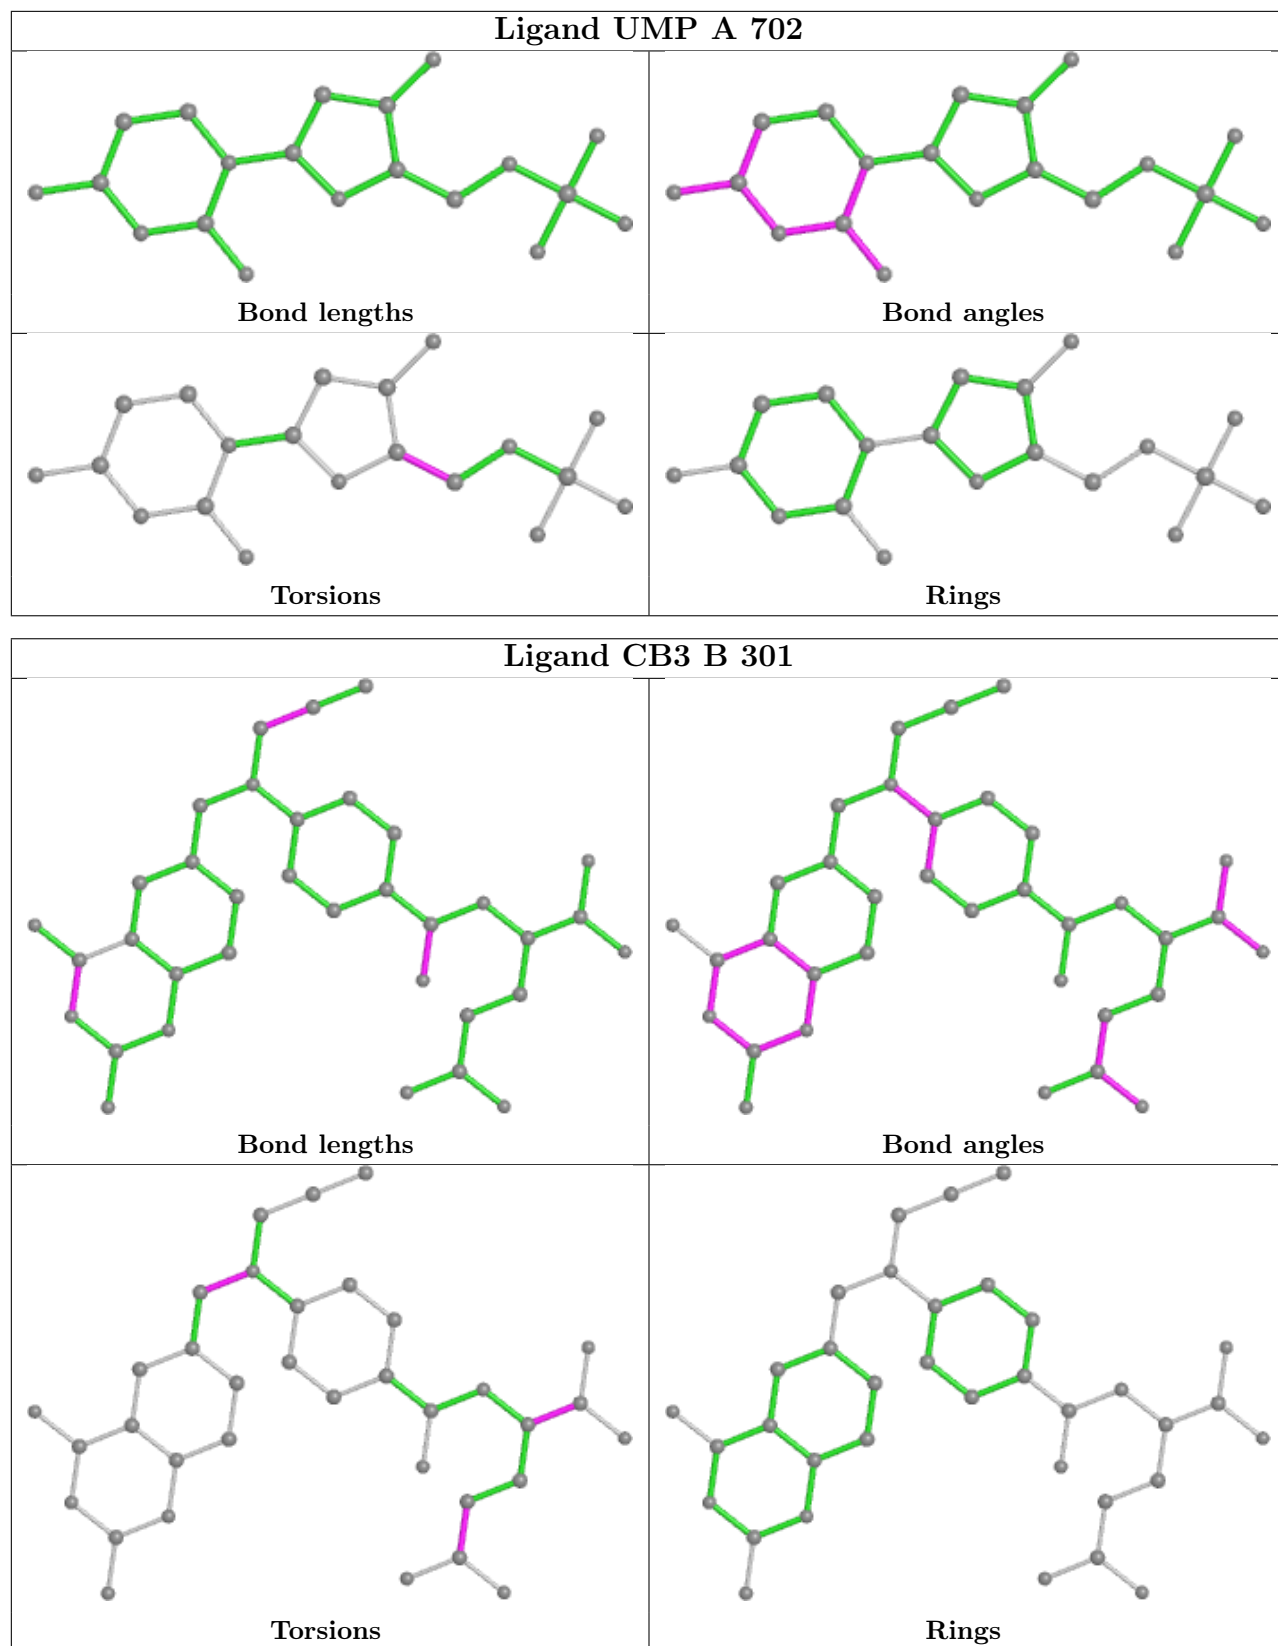 Ligand UMP A 702
Bond lengths
Bond angles
Torsions
Rings
Ligand CB3 B 301
Bond lengths
Bond angles
Torsions
Rings